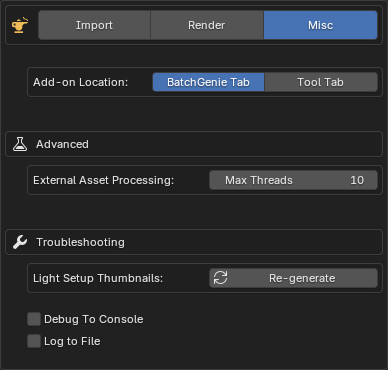 Import Render Misc
Add-on Location: BatchGenie Tab Tool Tab
Advanced
External Asset Processing: Max Threads 10
Troubleshooting
Light Setup Thumbnails: Re-generate
Debug To Console
Log to File